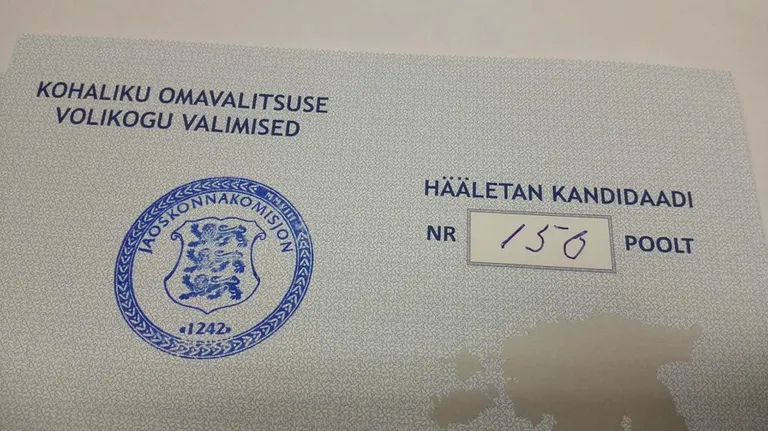 KOHALIKU OMAVALITSUSE
VOLIKOGU VALIMISED
JAOSKONNAKOMISJON
«1242»
HÄÄLETAN KANDIDAADI
NR 150 POOLT